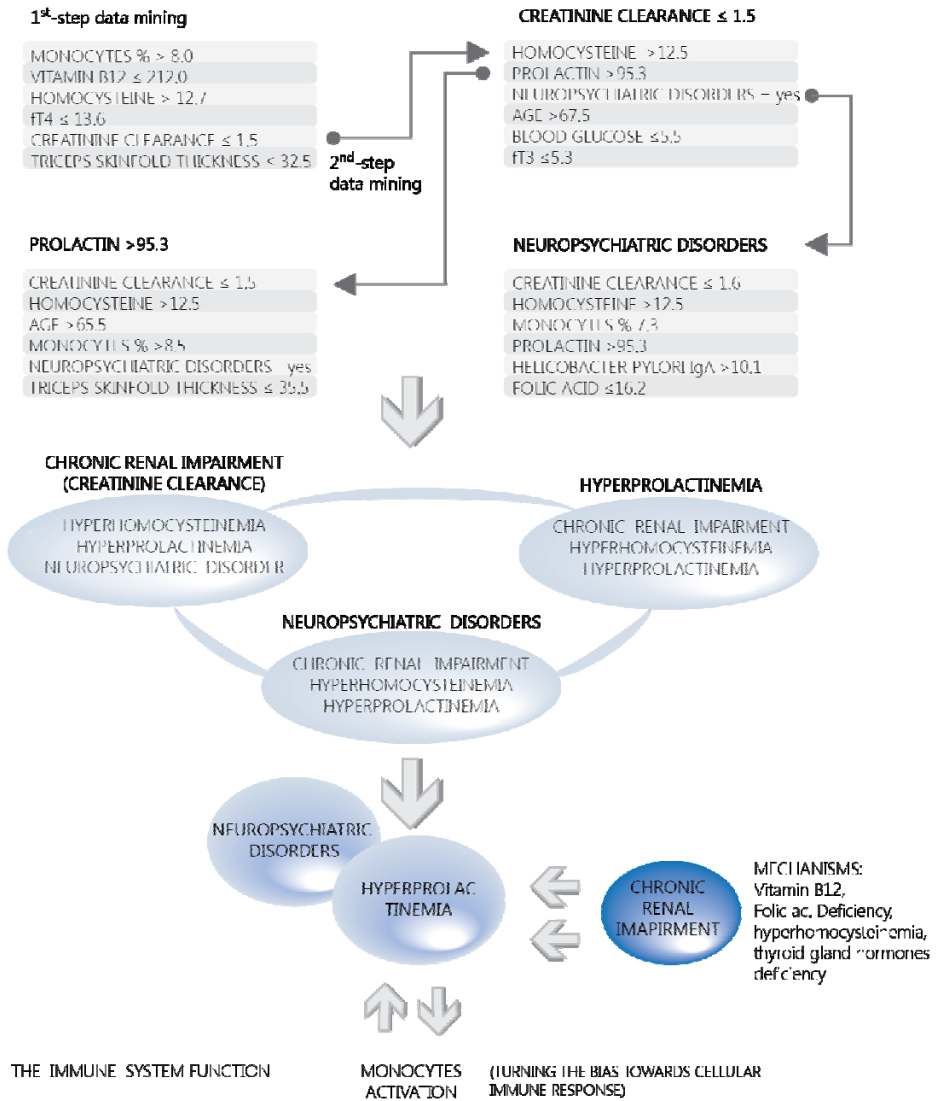 1st-step data mining
MONOCYTES % > 8.0
VITAMIN B12 ≤ 212.0
HOMOCYSTEINE > 12.7
fT4 ≤ 13.6
CREATININE CLEARANCE ≤ 1.5
TRICEPS SKINFOLD THICKNESS < 32.5
2nd-step
data mining
CREATININE CLEARANCE ≤ 1.5
HOMOCYSTEINE >12.5
PROLACTIN >95.3
NEUROPSYCHIATRIC DISORDERS – yes
AGE >67.5
BLOOD GLUCOSE ≤5.5
fT3 ≤5.3
PROLACTIN >95.3
CREATININE CLEARANCE ≤ 1.5
HOMOCYSTEINE >12.5
AGE >65.5
MONOCYTES % >8.5
NEUROPSYCHIATRIC DISORDERS yes
TRICEPS SKINFOLD THICKNESS ≤ 35.5
NEUROPSYCHIATRIC DISORDERS
CREATININE CLEARANCE ≤ 1.6
HOMOCYSTEINE >12.5
MONOCYTES % 7.3
PROLACTIN >95.3
HELICOBACTER PYLORI IgA >10.1
FOLIC ACID ≤16.2
CHRONIC RENAL IMPAIRMENT
(CREATININE CLEARANCE)
HYPERHOMOCYSTEINEMIA
HYPERPROLACTINEMIA
NEUROPSYCHIATRIC DISORDER
HYPERPROLACTINEMIA
CHRONIC RENAL IMPAIRMENT
HYPERHOMOCYSTEINEMIA
HYPERPROLACTINEMIA
NEUROPSYCHIATRIC DISORDERS
CHRONIC RENAL IMPAIRMENT
HYPERHOMOCYSTEINEMIA
HYPERPROLACTINEMIA
NEUROPSYCHIATRIC
DISORDERS
HYPERPROLAC
TINEMIA
CHRONIC
RENAL
IMAPIRMENT
MECHANISMS:
Vitamin B12,
Folic ac. Deficiency,
hyperhomocysteinemia,
thyroid gland hormones
deficiency
THE IMMUNE SYSTEM FUNCTION
MONOCYTES
ACTIVATION
(TURNING THE BIAS TOWARDS CELLULAR
IMMUNE RESPONSE)